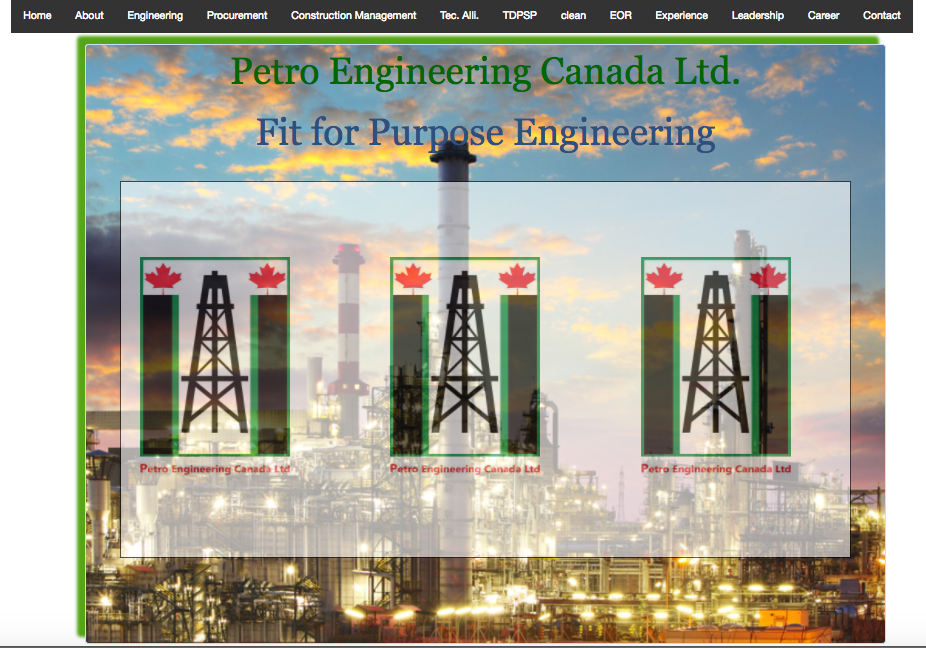 Home About Engineering Procurement Construction Management Tec. Alli. TDPSP clean EOR Experience Leadership Career Contact
Petro Engineering Canada Ltd.
Fit for Purpose Engineering
Petro Engineering Canada Ltd Petro Engineering Canada Ltd Petro Engineering Canada Ltd